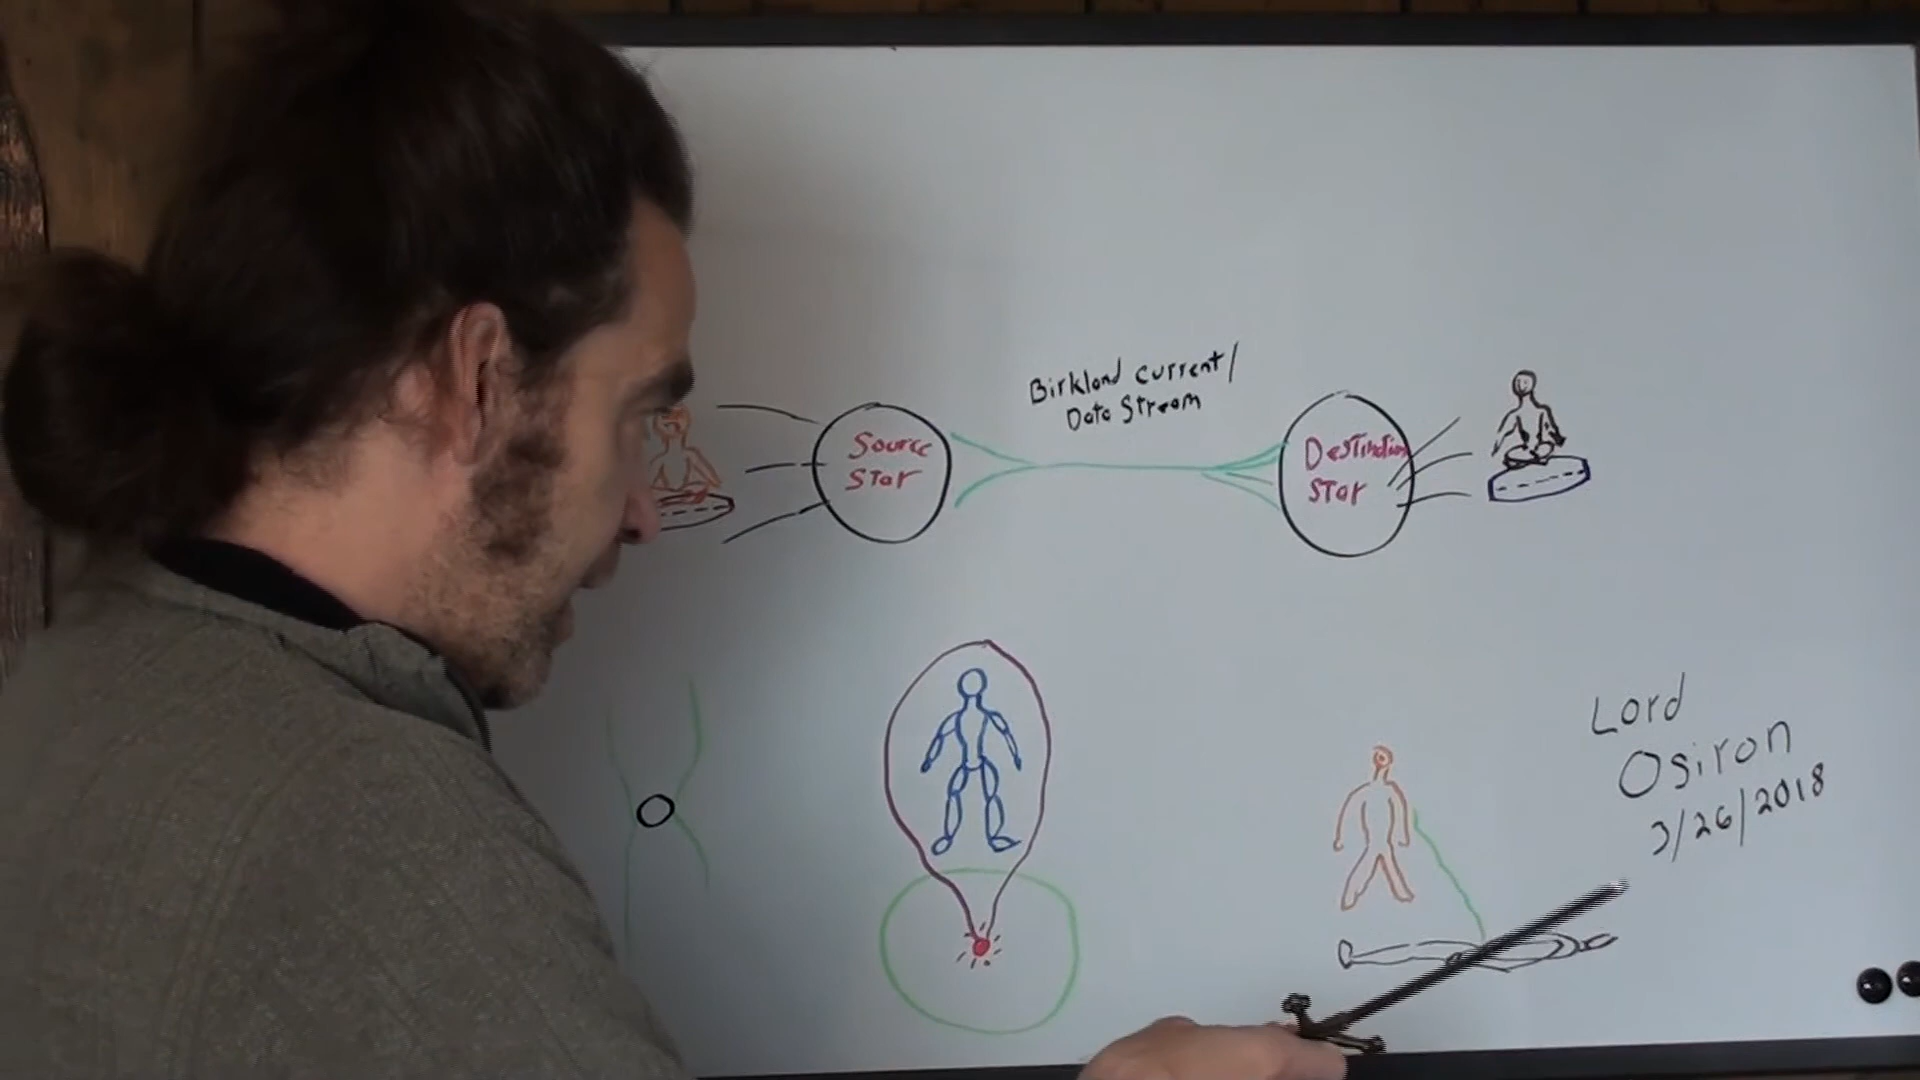 Birkland current/
Data Stream
Source
Star
Destination
Star
Lord
Osiron
3/26/2018